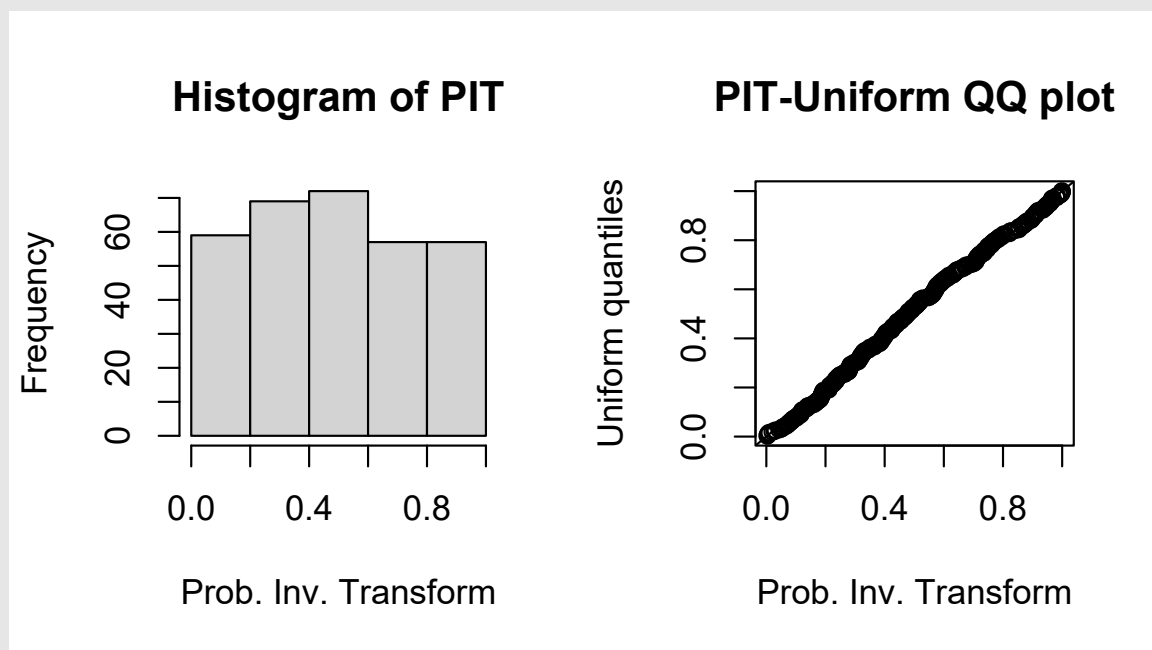 Histogram of PIT
Frequency
60
40
20
0
0.0 0.4 0.8
Prob. Inv. Transform
PIT-Uniform QQ plot
Uniform quantiles
0.8
0.4
0.0
0.0 0.4 0.8
Prob. Inv. Transform